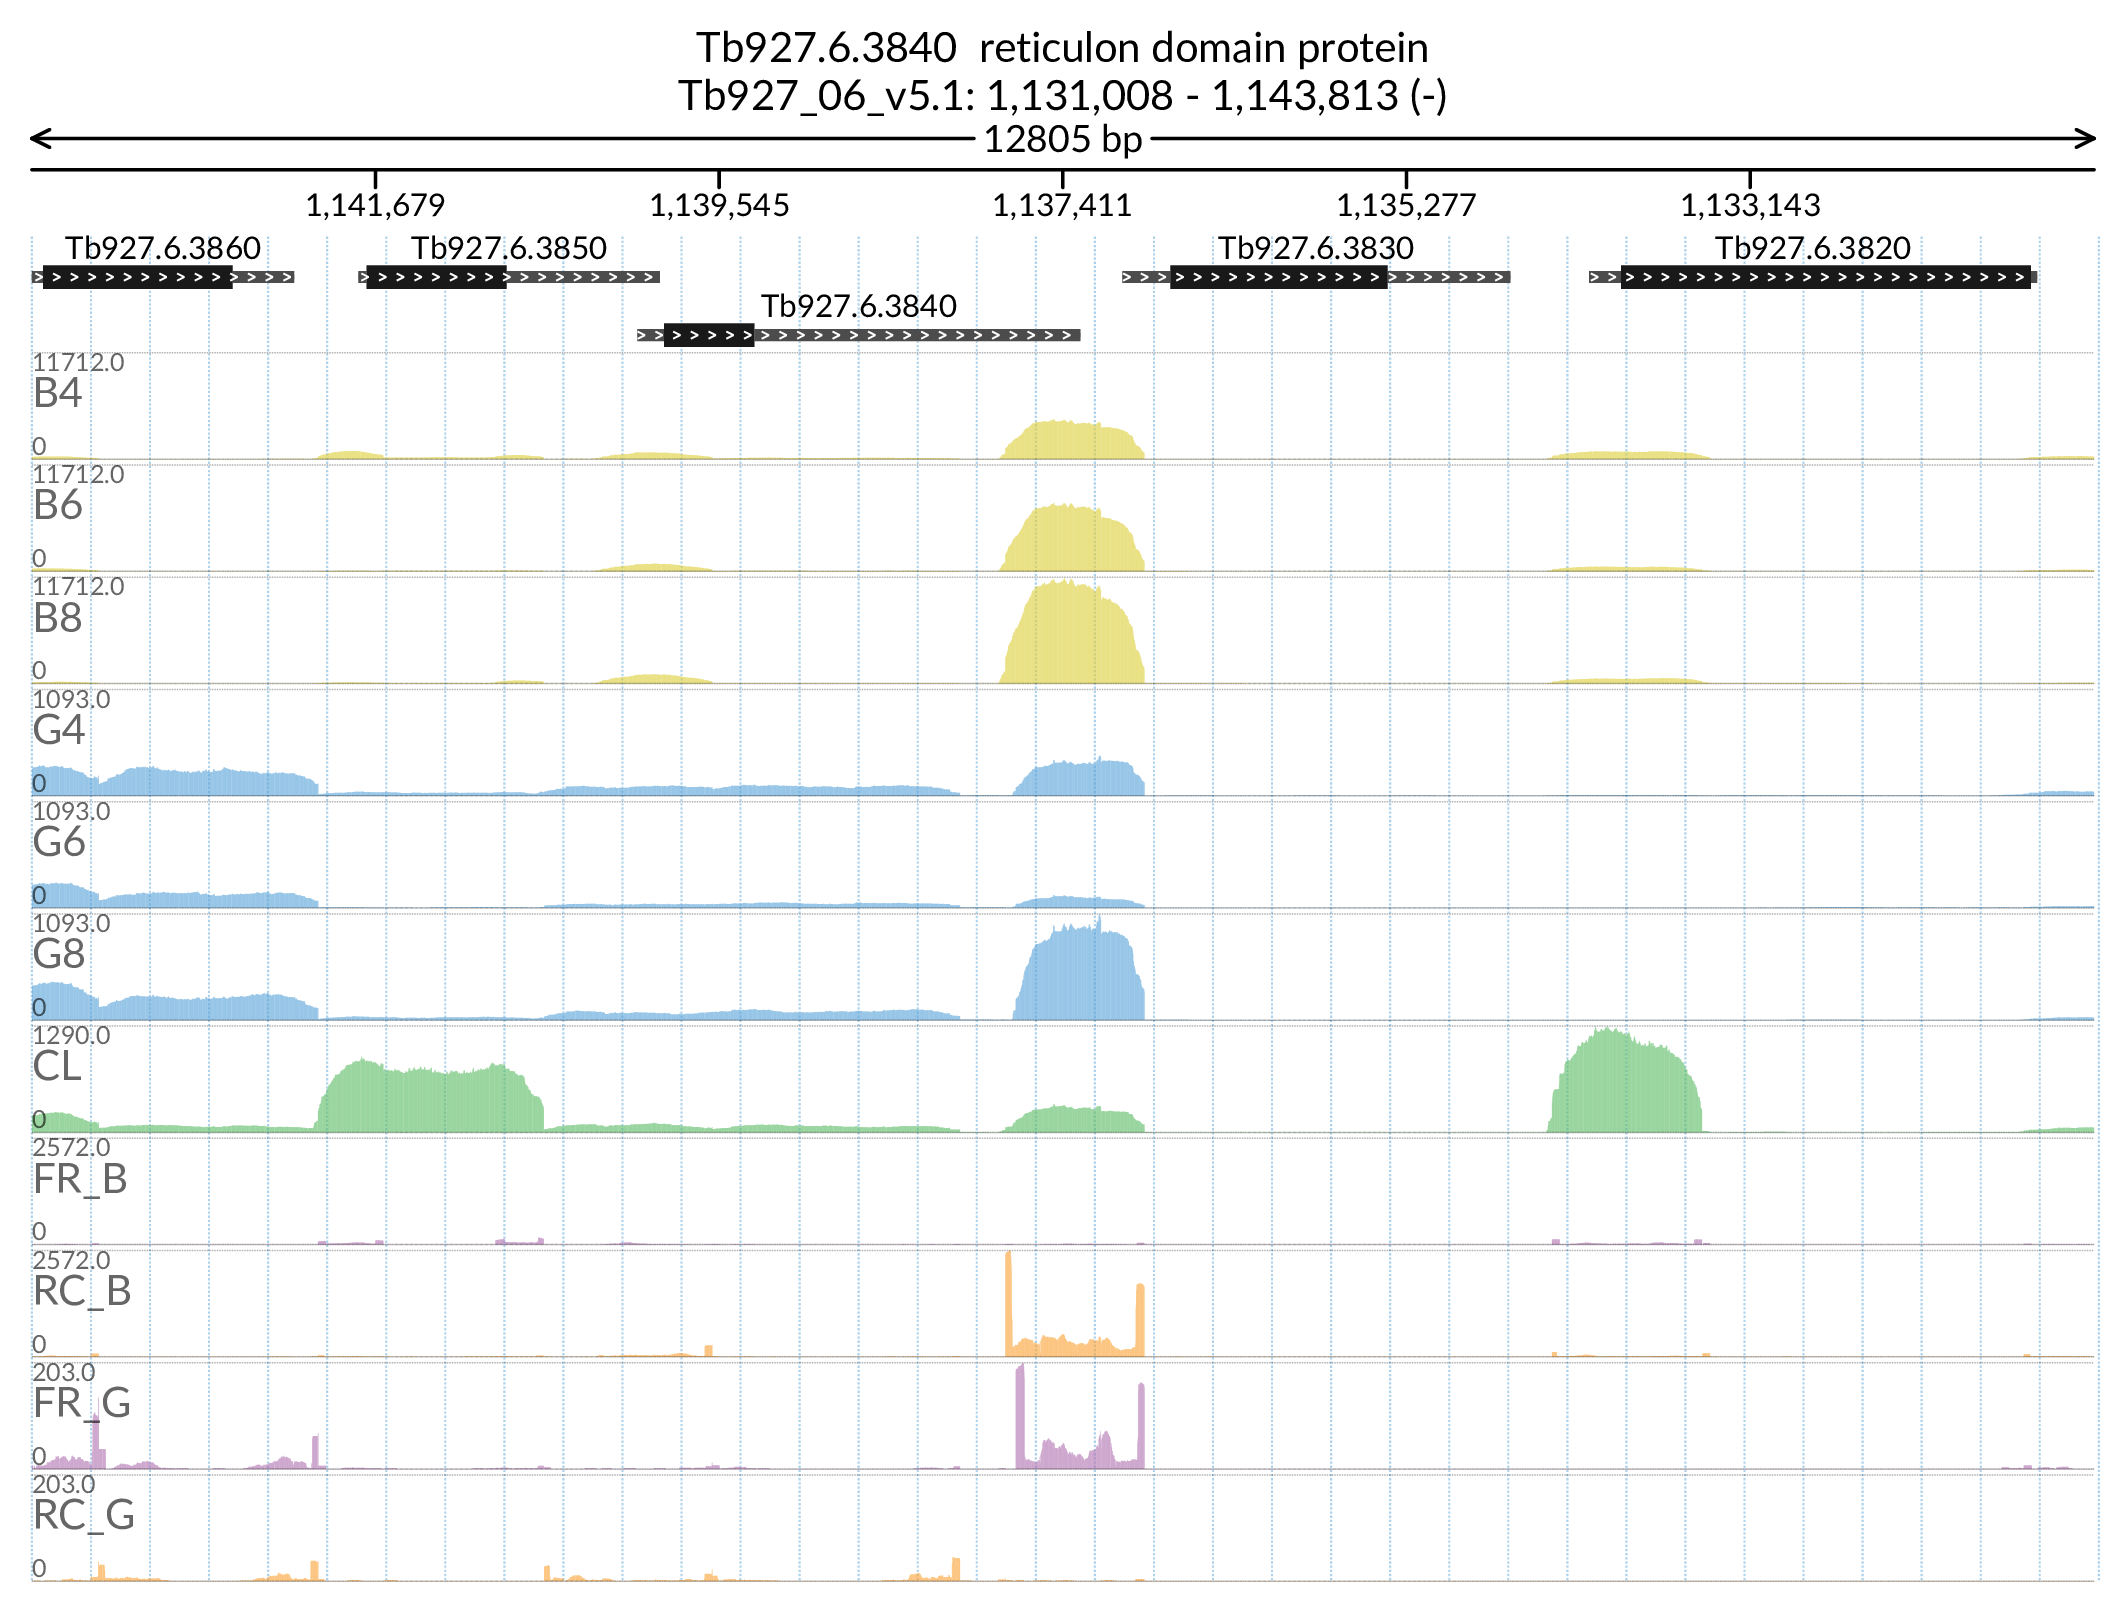 Tb927.6.3840  reticulon domain protein
Tb927_06_v5.1: 1,131,008 - 1,143,813 (-)
12805 bp
1,141,679 1,139,545 1,137,411 1,135,277 1,133,143
Tb927.6.3860 Tb927.6.3850 Tb927.6.3830 Tb927.6.3820
Tb927.6.3840
11712.0
B4
0
11712.0
B6
0
11712.0
B8
0
1093.0
G4
0
1093.0
G6
0
1093.0
G8
0
1290.0
CL
0
2572.0
FR_B
0
2572.0
RC_B
0
203.0
FR_G
0
203.0
RC_G
0